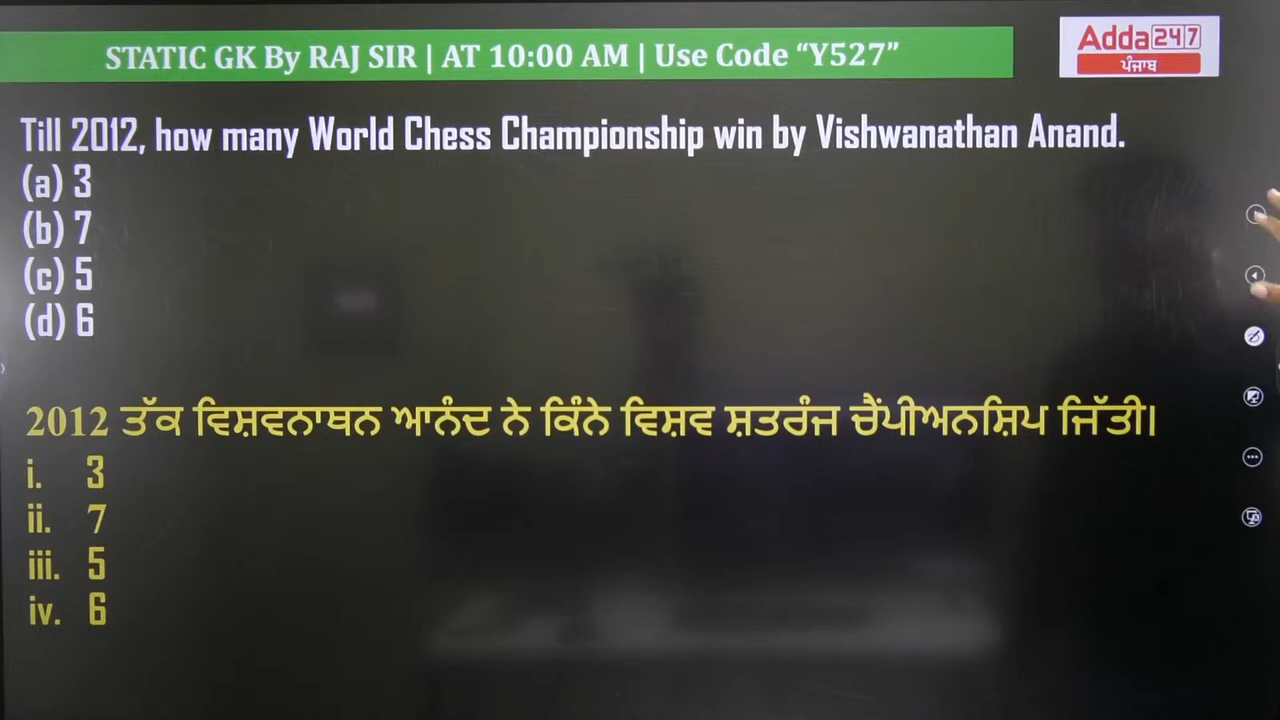 STATIC GK By RAJ SIR | AT 10:00 AM | Use Code “Y527”
Adda247
ਪੰਜਾਬ
Till 2012, how many World Chess Championship win by Vishwanathan Anand.
(a) 3
(b) 7
(c) 5
(d) 6
2012 ਤੱਕ ਵਿਸ਼ਵਨਾਥਨ ਆਨੰਦ ਨੇ ਕਿੰਨੇ ਵਿਸ਼ਵ ਸ਼ਤਰੰਜ ਚੈਂਪੀਅਨਸ਼ਿਪ ਜਿੱਤੀ।
i. 3
ii. 7
iii. 5
iv. 6